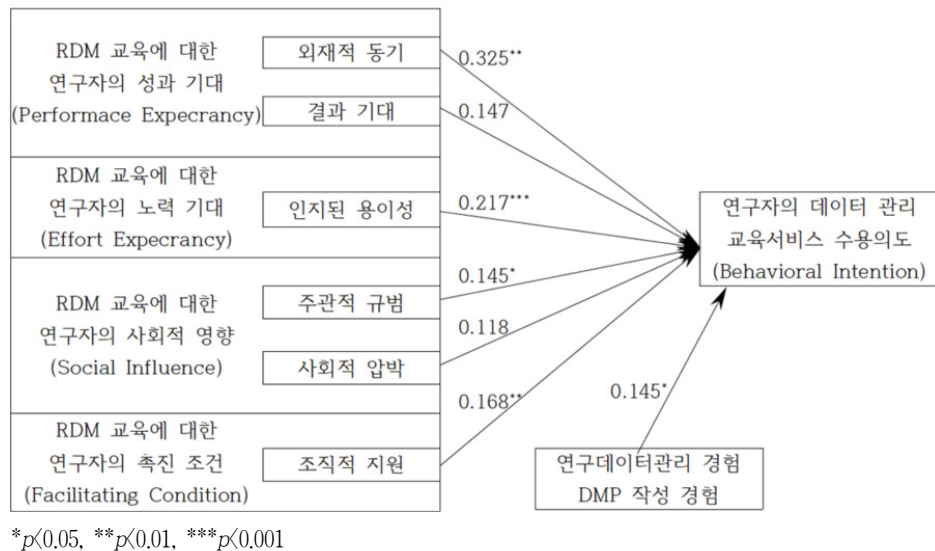 RDM 교육에 대한
연구자의 성과 기대
(Performace Expecrancy)
외재적 동기
결과 기대
0.325**
0.147
RDM 교육에 대한
연구자의 노력 기대
(Effort Expecrancy)
인지된 용이성
0.217***
RDM 교육에 대한
연구자의 사회적 영향
(Social Influence)
주관적 규범
사회적 압박
0.145*
0.118
RDM 교육에 대한
연구자의 촉진 조건
(Facilitating Condition)
조직적 지원
0.168**
연구자의 데이터 관리
교육서비스 수용의도
(Behavioral Intention)
0.145*
연구데이터관리 경험
DMP 작성 경험
*p<0.05, **p<0.01, ***p<0.001